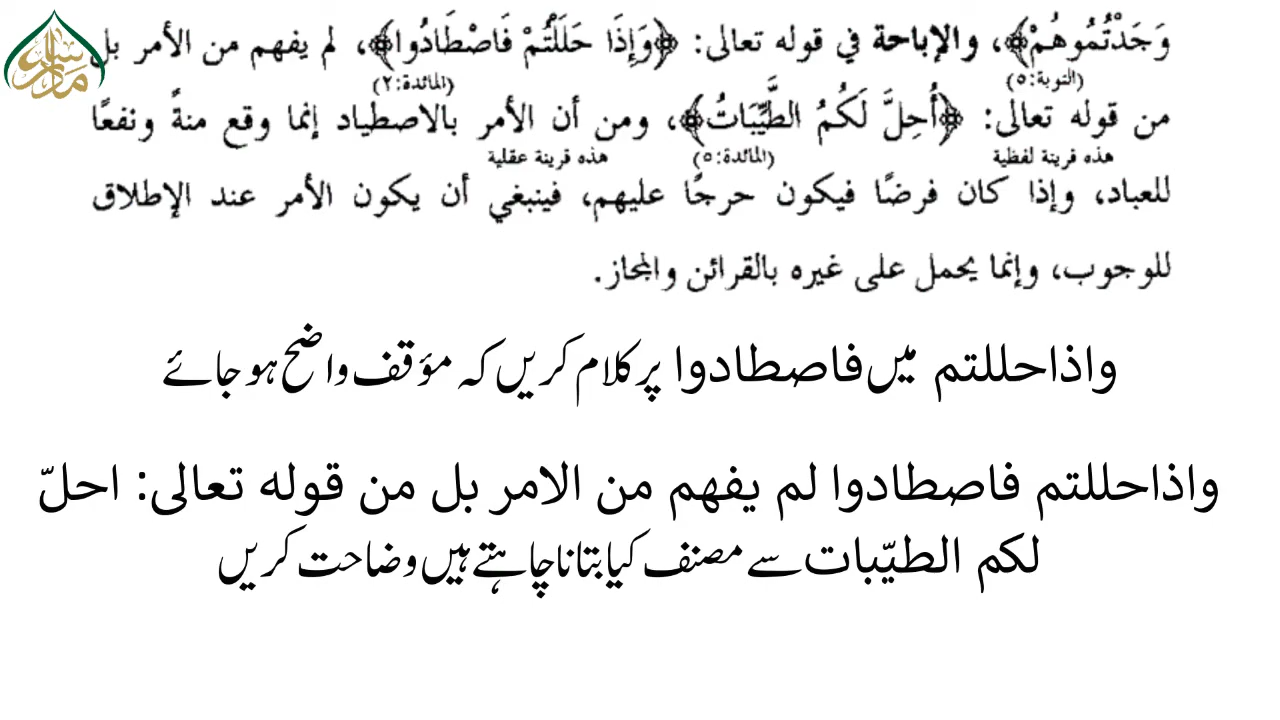 وَجَدْتُمُوهُمْ﴾، والإباحة في قوله تعالى: ﴿وَإِذَا حَلَلْتُمْ فَاصْطَادُوا﴾، لم يفهم من الأمر بل
(التوبة:٥) (المائدة:٢)
من قوله تعالى: ﴿أُحِلَّ لَكُمُ الطَّيِّبَاتُ﴾، ومن أن الأمر بالاصطياد إنما وقع منةً ونفعًا
هذه قرينة لفظية (المائدة:٥) هذه قرينة عقلية
للعباد، وإذا كان فرضًا فيكون حرجًا عليهم، فينبغي أن يكون الأمر عند الإطلاق
للوجوب، وإنما يحمل على غيره بالقرائن والمجاز.
واذاحللتم میں فاصطادوا پر کلام کریں کہ مؤقف واضح ہو جائے
واذاحللتم فاصطادوا لم يفهم من الامر بل من قوله تعالى: احلّ
لكم الطيّبات سے مصنف کیا بتانا چاہتے ہیں وضاحت کریں